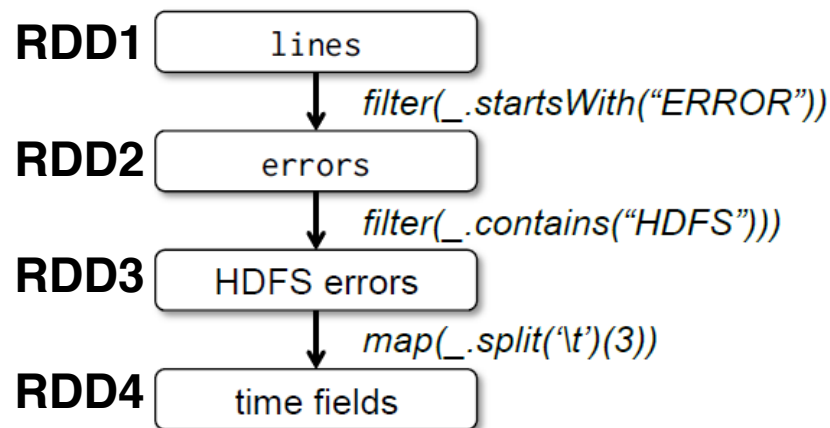 RDD1 lines
filter(_.startsWith(“ERROR”))
RDD2 errors
filter(_.contains(“HDFS”)))
RDD3 HDFS errors
map(_.split(‘\t’)(3))
RDD4 time fields